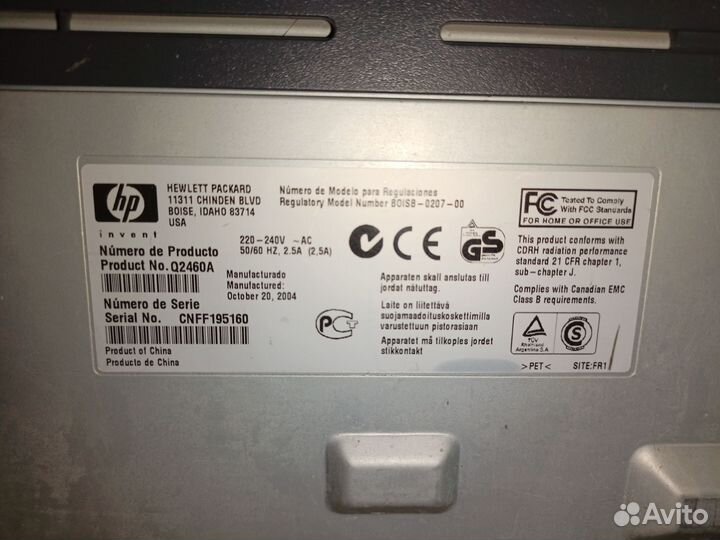 hp
invent
HEWLETT PACKARD
11311 CHINDEN BLVD
BOISE, IDAHO 83714
USA
Número de Modelo para Regulaciones
Regulatory Model Number BOISB-0207-00
Número de Producto
Product No. Q2460A
220-240V ~ AC
50/60 HZ, 2.5A (2,5A)
Manufacturado
Manufactured
October 20, 2004
Número de Serie
Serial No. CNFF195160
Product of China
Producto de China
N
CE
GS
Apparaten skall anslutas till
jordat nätuttag.
Laite on liitettävä
suojamaadoituskoskettimilla
varustettuun pistorasiaan
Apparatet må tilkoples jordet
stikkontakt
FC Tested To Comply
With FCC Standards
FOR HOME OR OFFICE USE
This product conforms with
CDRH radiation performance
standard 21 CFR chapter 1,
sub-chapter J.
Complies with Canadian EMC
Class B requirements.
TÜV
Rheinland
Argentina S.A
S
>PET< SITE:FR1
Avito